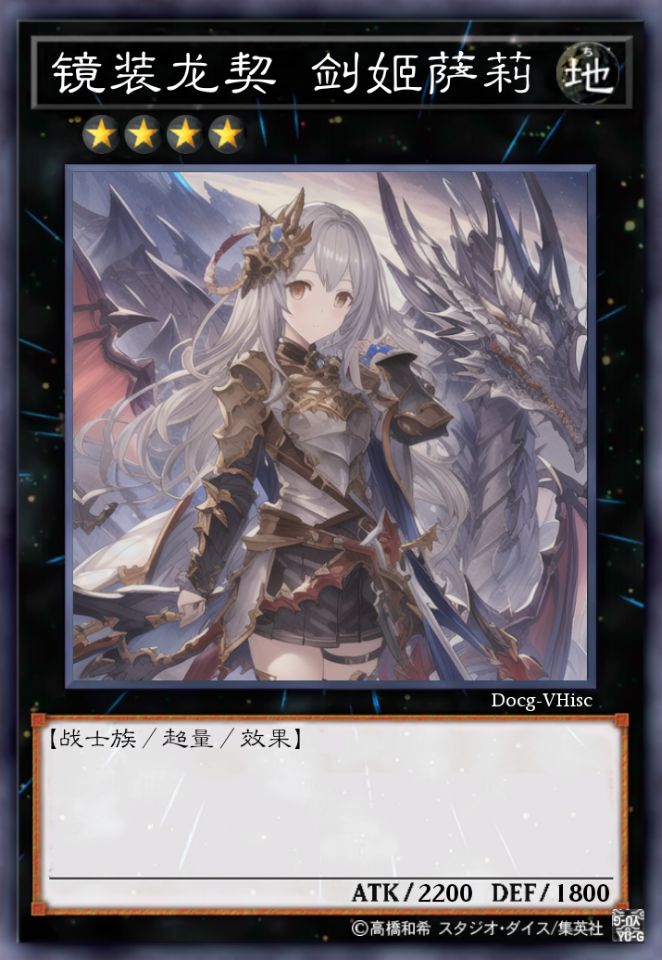 镜装龙契 剑姬萨莉
ち
地
Docg-VHisc
【战士族／超量／效果】
ATK/2200 DEF/1800
©高橋和希 スタジオ・ダイス/集英社